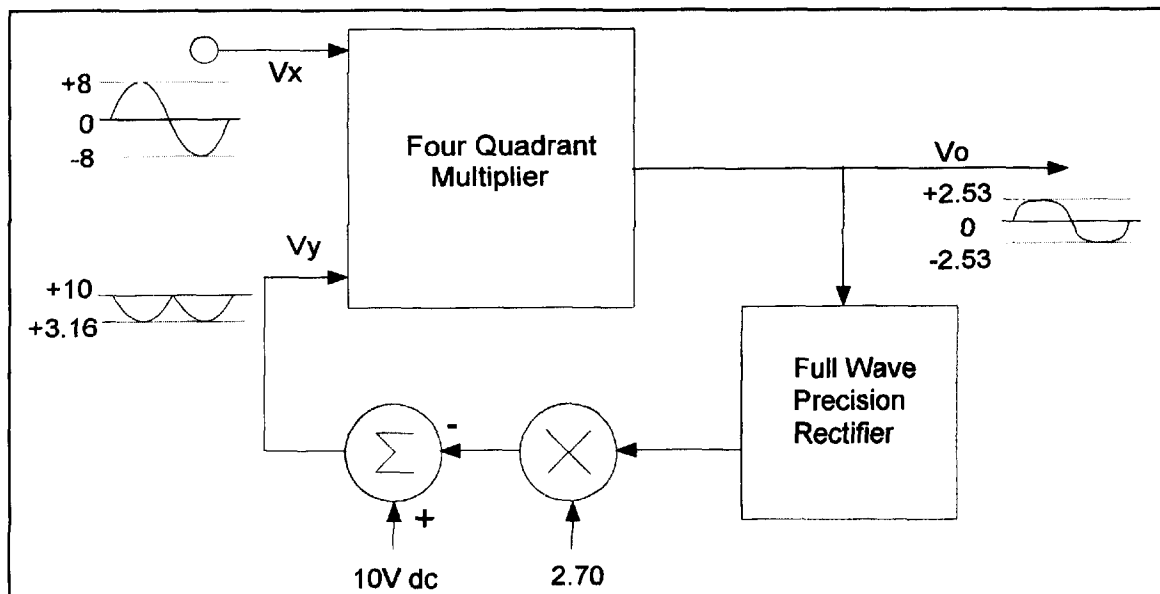 Vx
+8
0
-8
Four Quadrant
Multiplier
Vo
+2.53
0
-2.53
Vy
+10
+3.16
Full Wave
Precision
Rectifier
-
Σ
+
10V dc
2.70